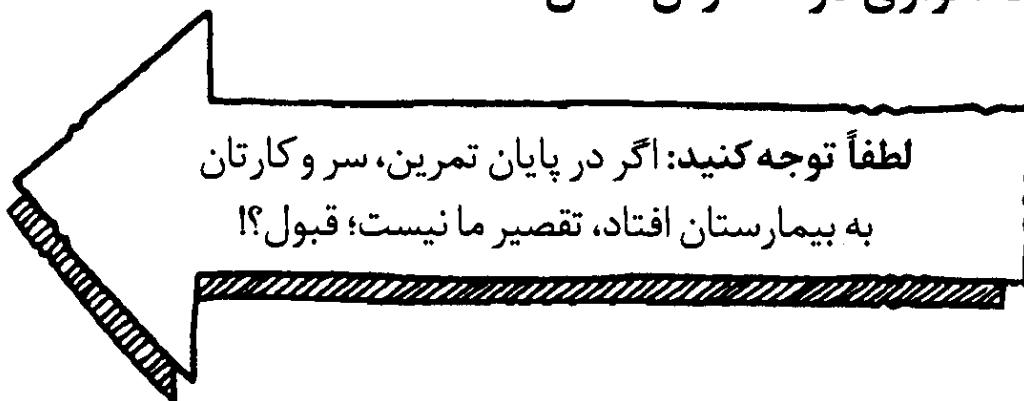 لطفاً توجه کنید: اگر در پایان تمرین، سر و کارتان
به بیمارستان افتاد، تقصیر ما نیست؛ قبول؟!